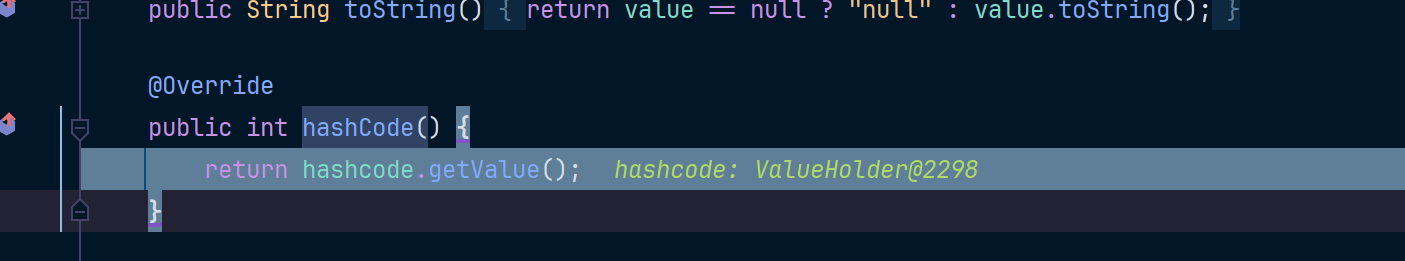 public String toString() { return value == null ? "null" : value.toString(); }
@Override
public int hashCode() {
return hashcode.getValue(); hashcode: ValueHolder@2298
}